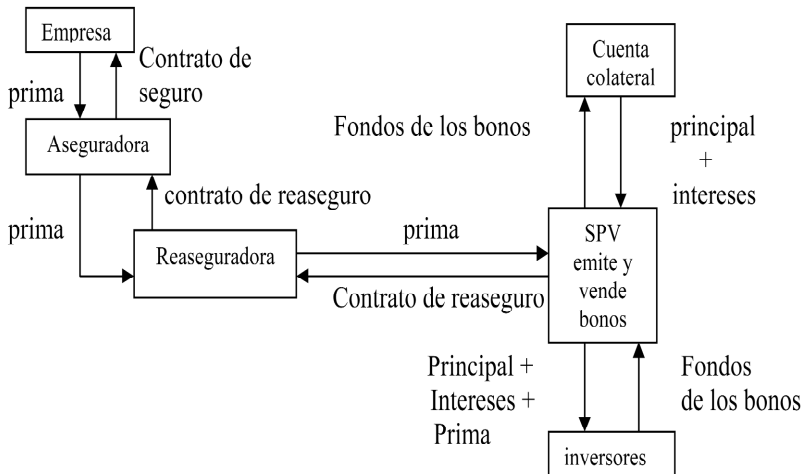 Empresa
Contrato de
seguro
prima
Aseguradora
contrato de reaseguro
prima
Reaseguradora
prima
Contrato de reaseguro
Cuenta
colateral
Fondos de los bonos
principal
+
intereses
SPV
emite y
vende
bonos
Principal +
Intereses +
Prima
Fondos
de los bonos
inversores